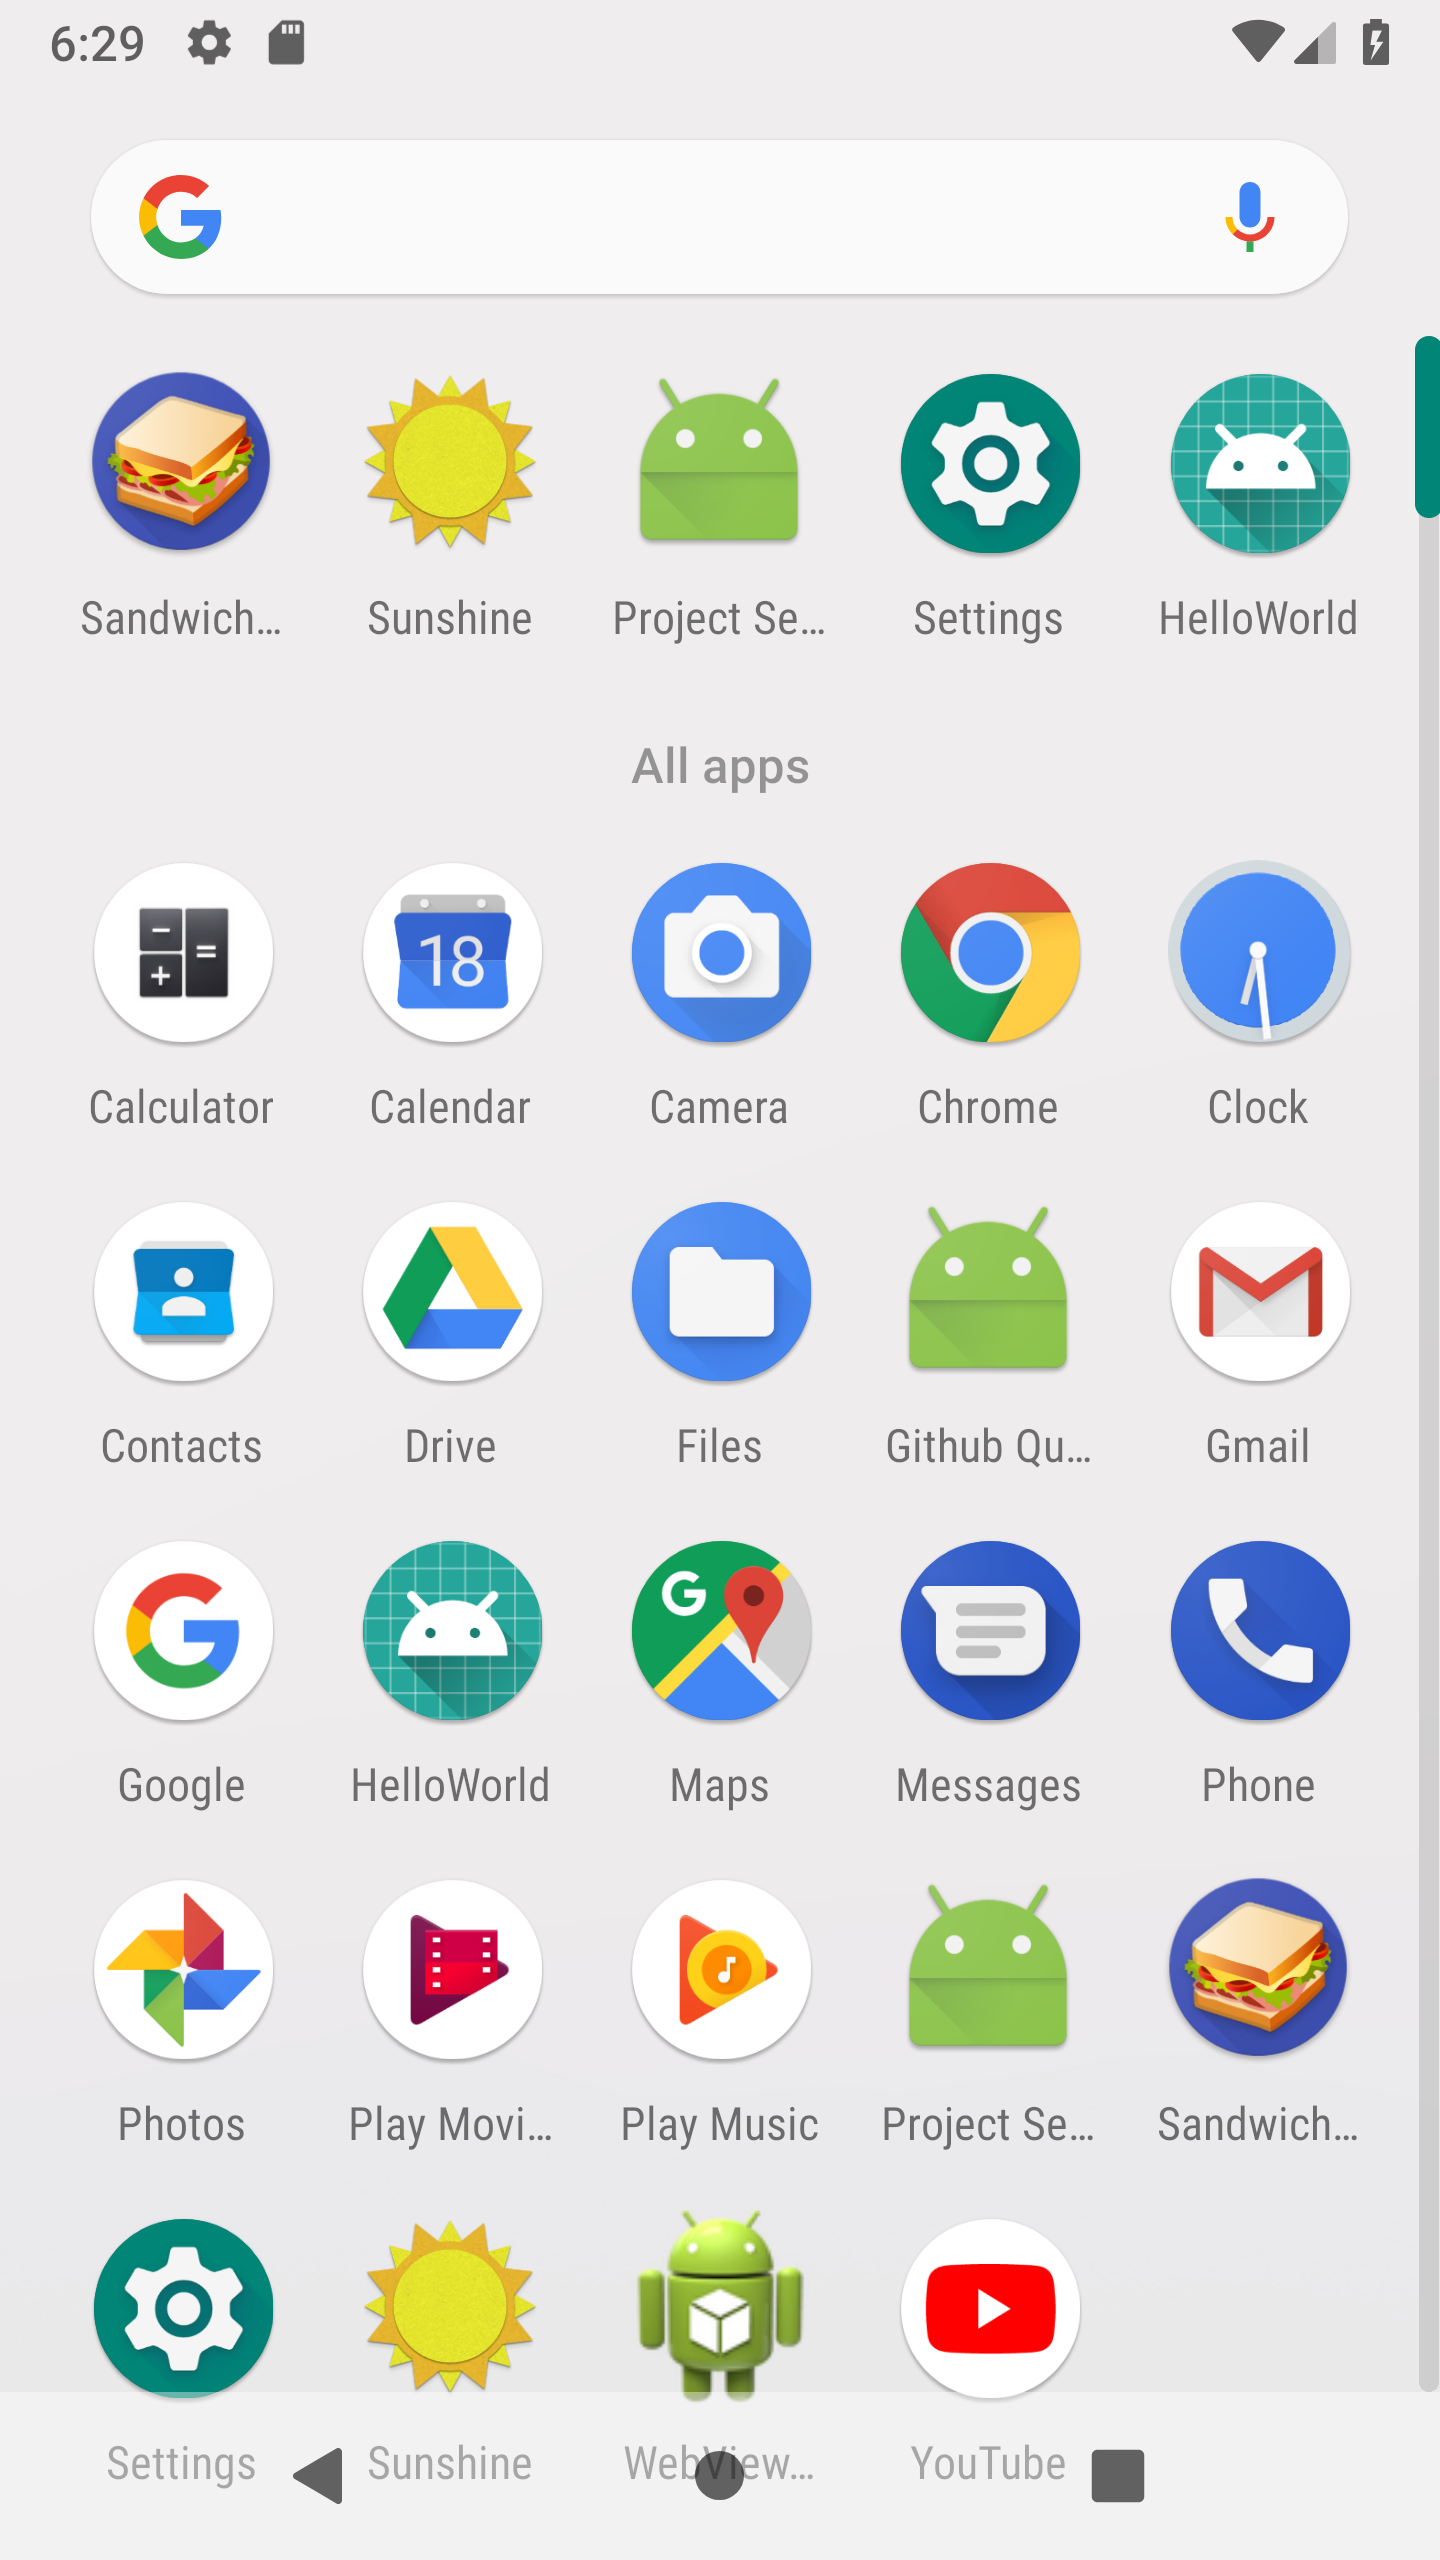 6:29
Sandwich… Sunshine Project Se… Settings HelloWorld
All apps
18
Calculator Calendar Camera Chrome Clock
Contacts Drive Files Github Qu… Gmail
Google HelloWorld Maps Messages Phone
Photos Play Movi… Play Music Project Se… Sandwich…
Settings Sunshine WebView… YouTube